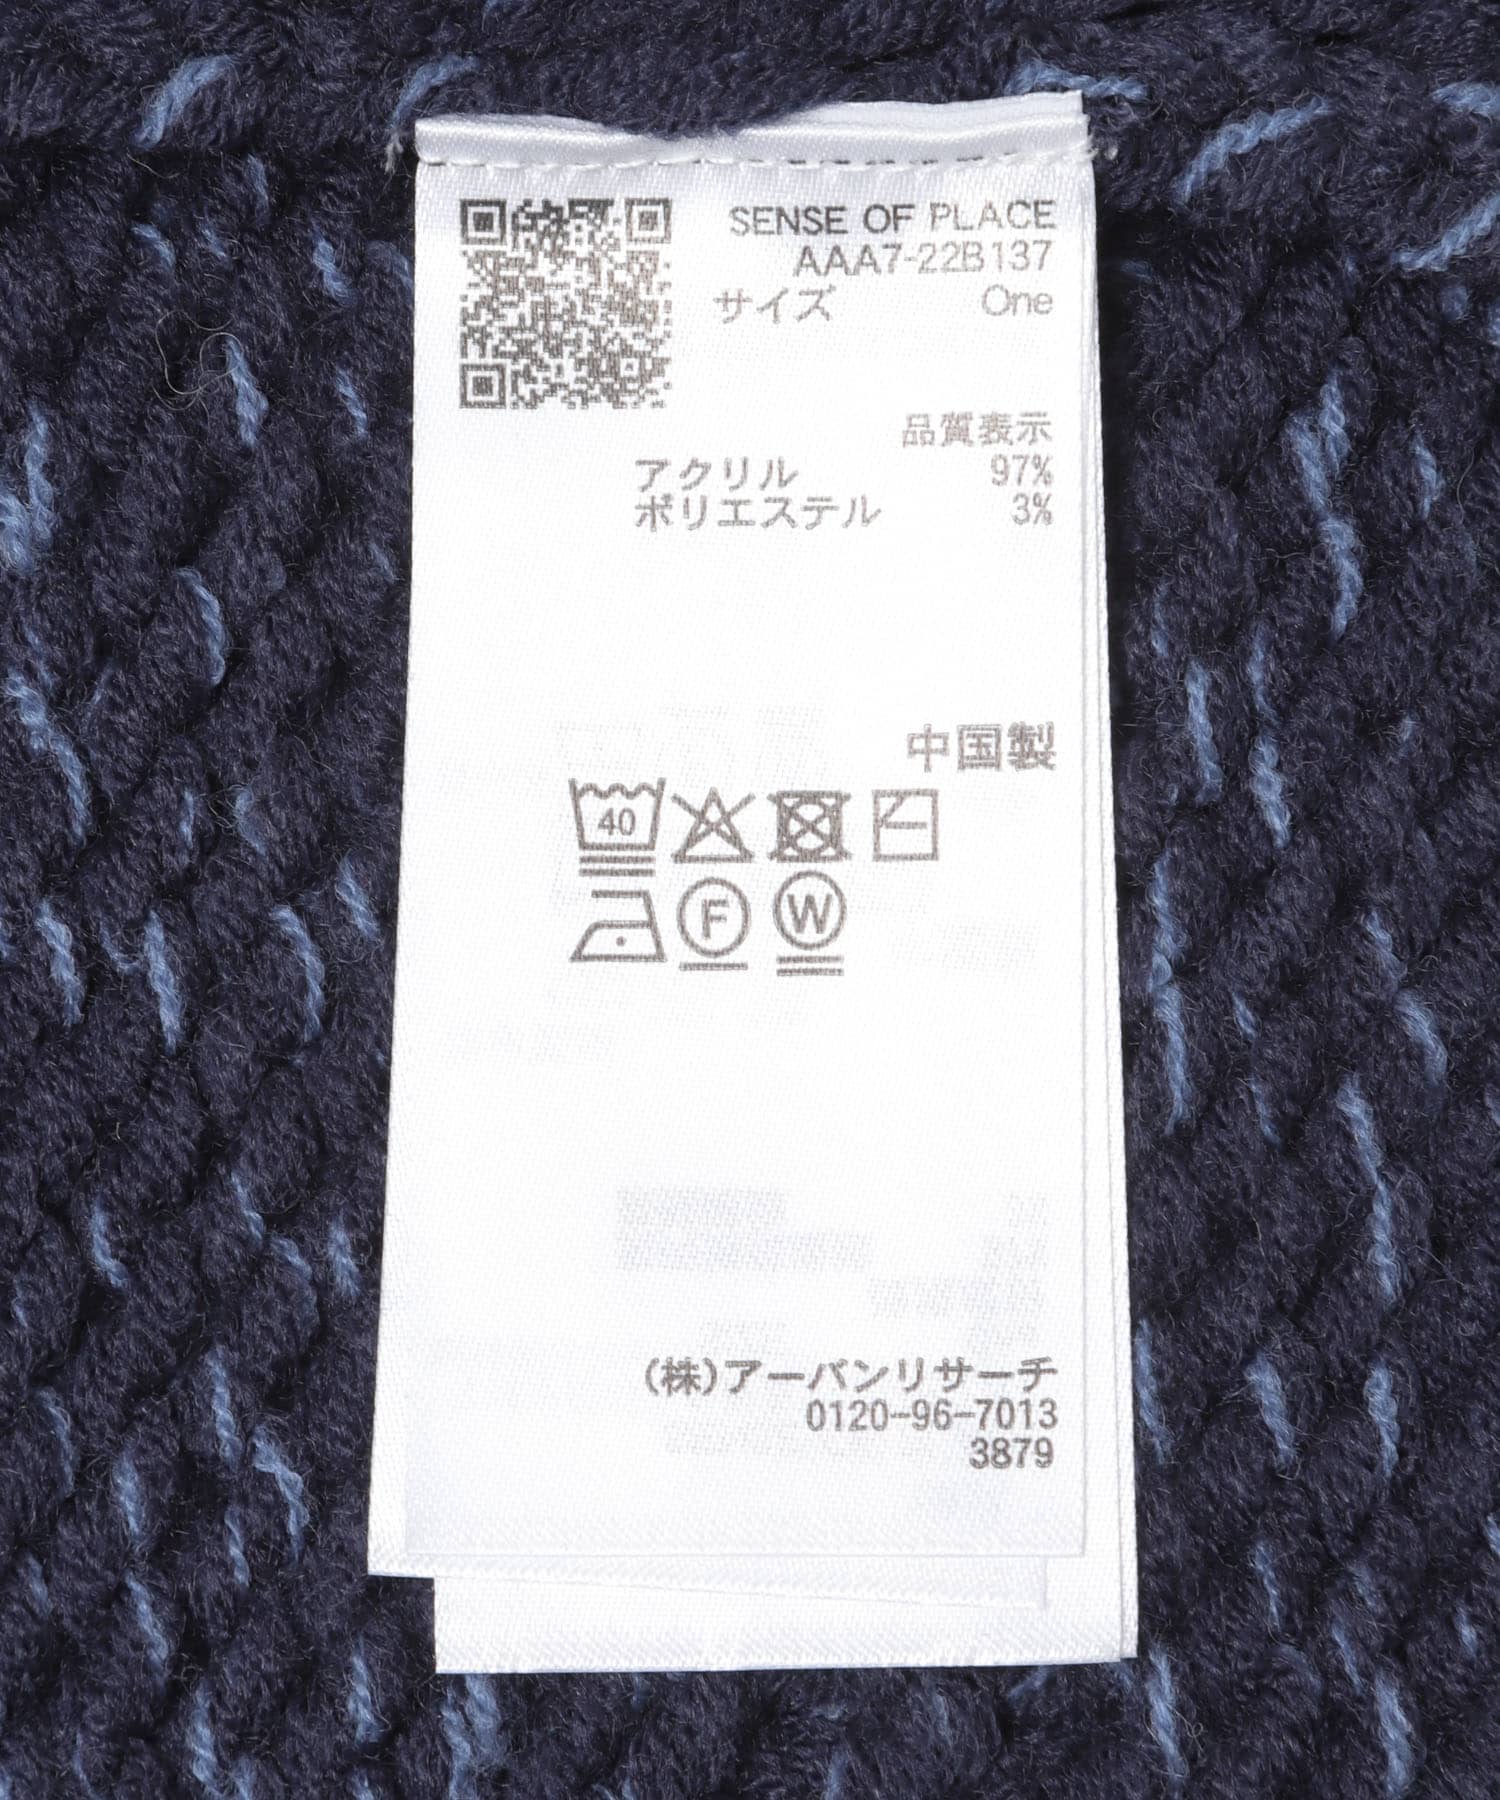 SENSE OF PLACE
AAA7-22B137
サイズ One
品質表示
アクリル 97%
ポリエステル 3%
中国製
40
F W
(株)アーバンリサーチ
0120-96-7013
3879